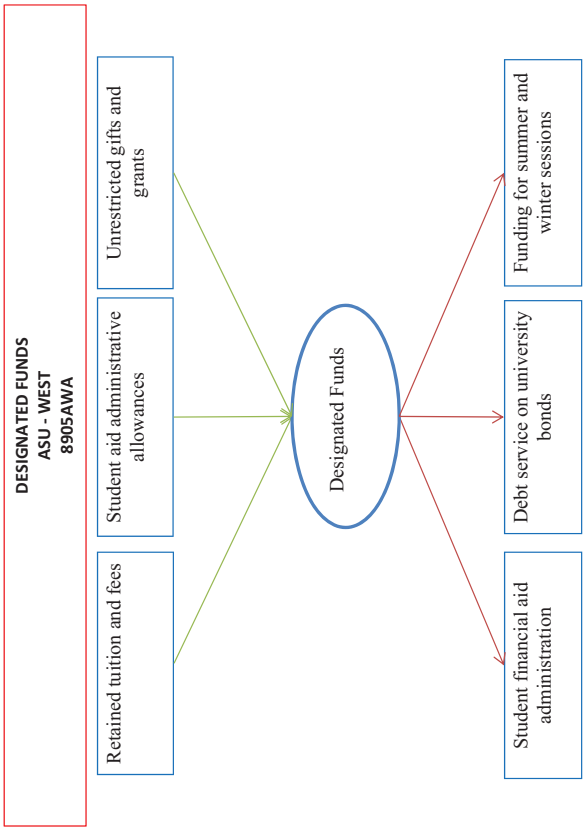 DESIGNATED FUNDS
ASU - WEST
8905AWA
Retained tuition and fees
Student aid administrative
allowances
Unrestricted gifts and
grants
Designated Funds
Student financial aid
administration
Debt service on university
bonds
Funding for summer and
winter sessions